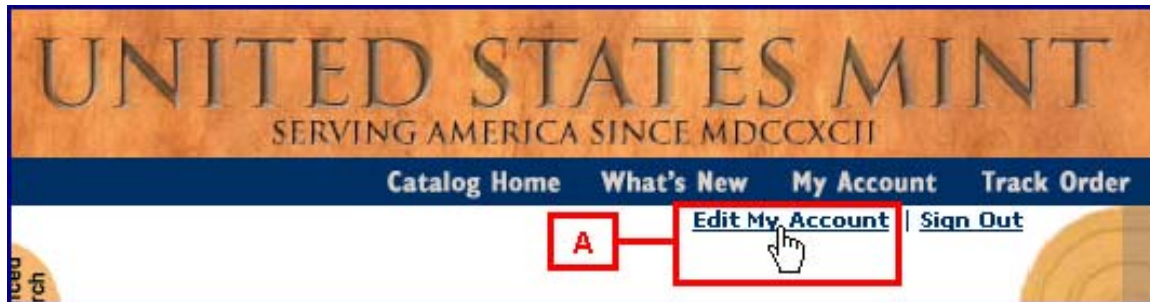 UNITED STATES MINT
SERVING AMERICA SINCE MDCCXCII
Catalog Home What's New My Account Track Order
Edit My Account | Sign Out
A